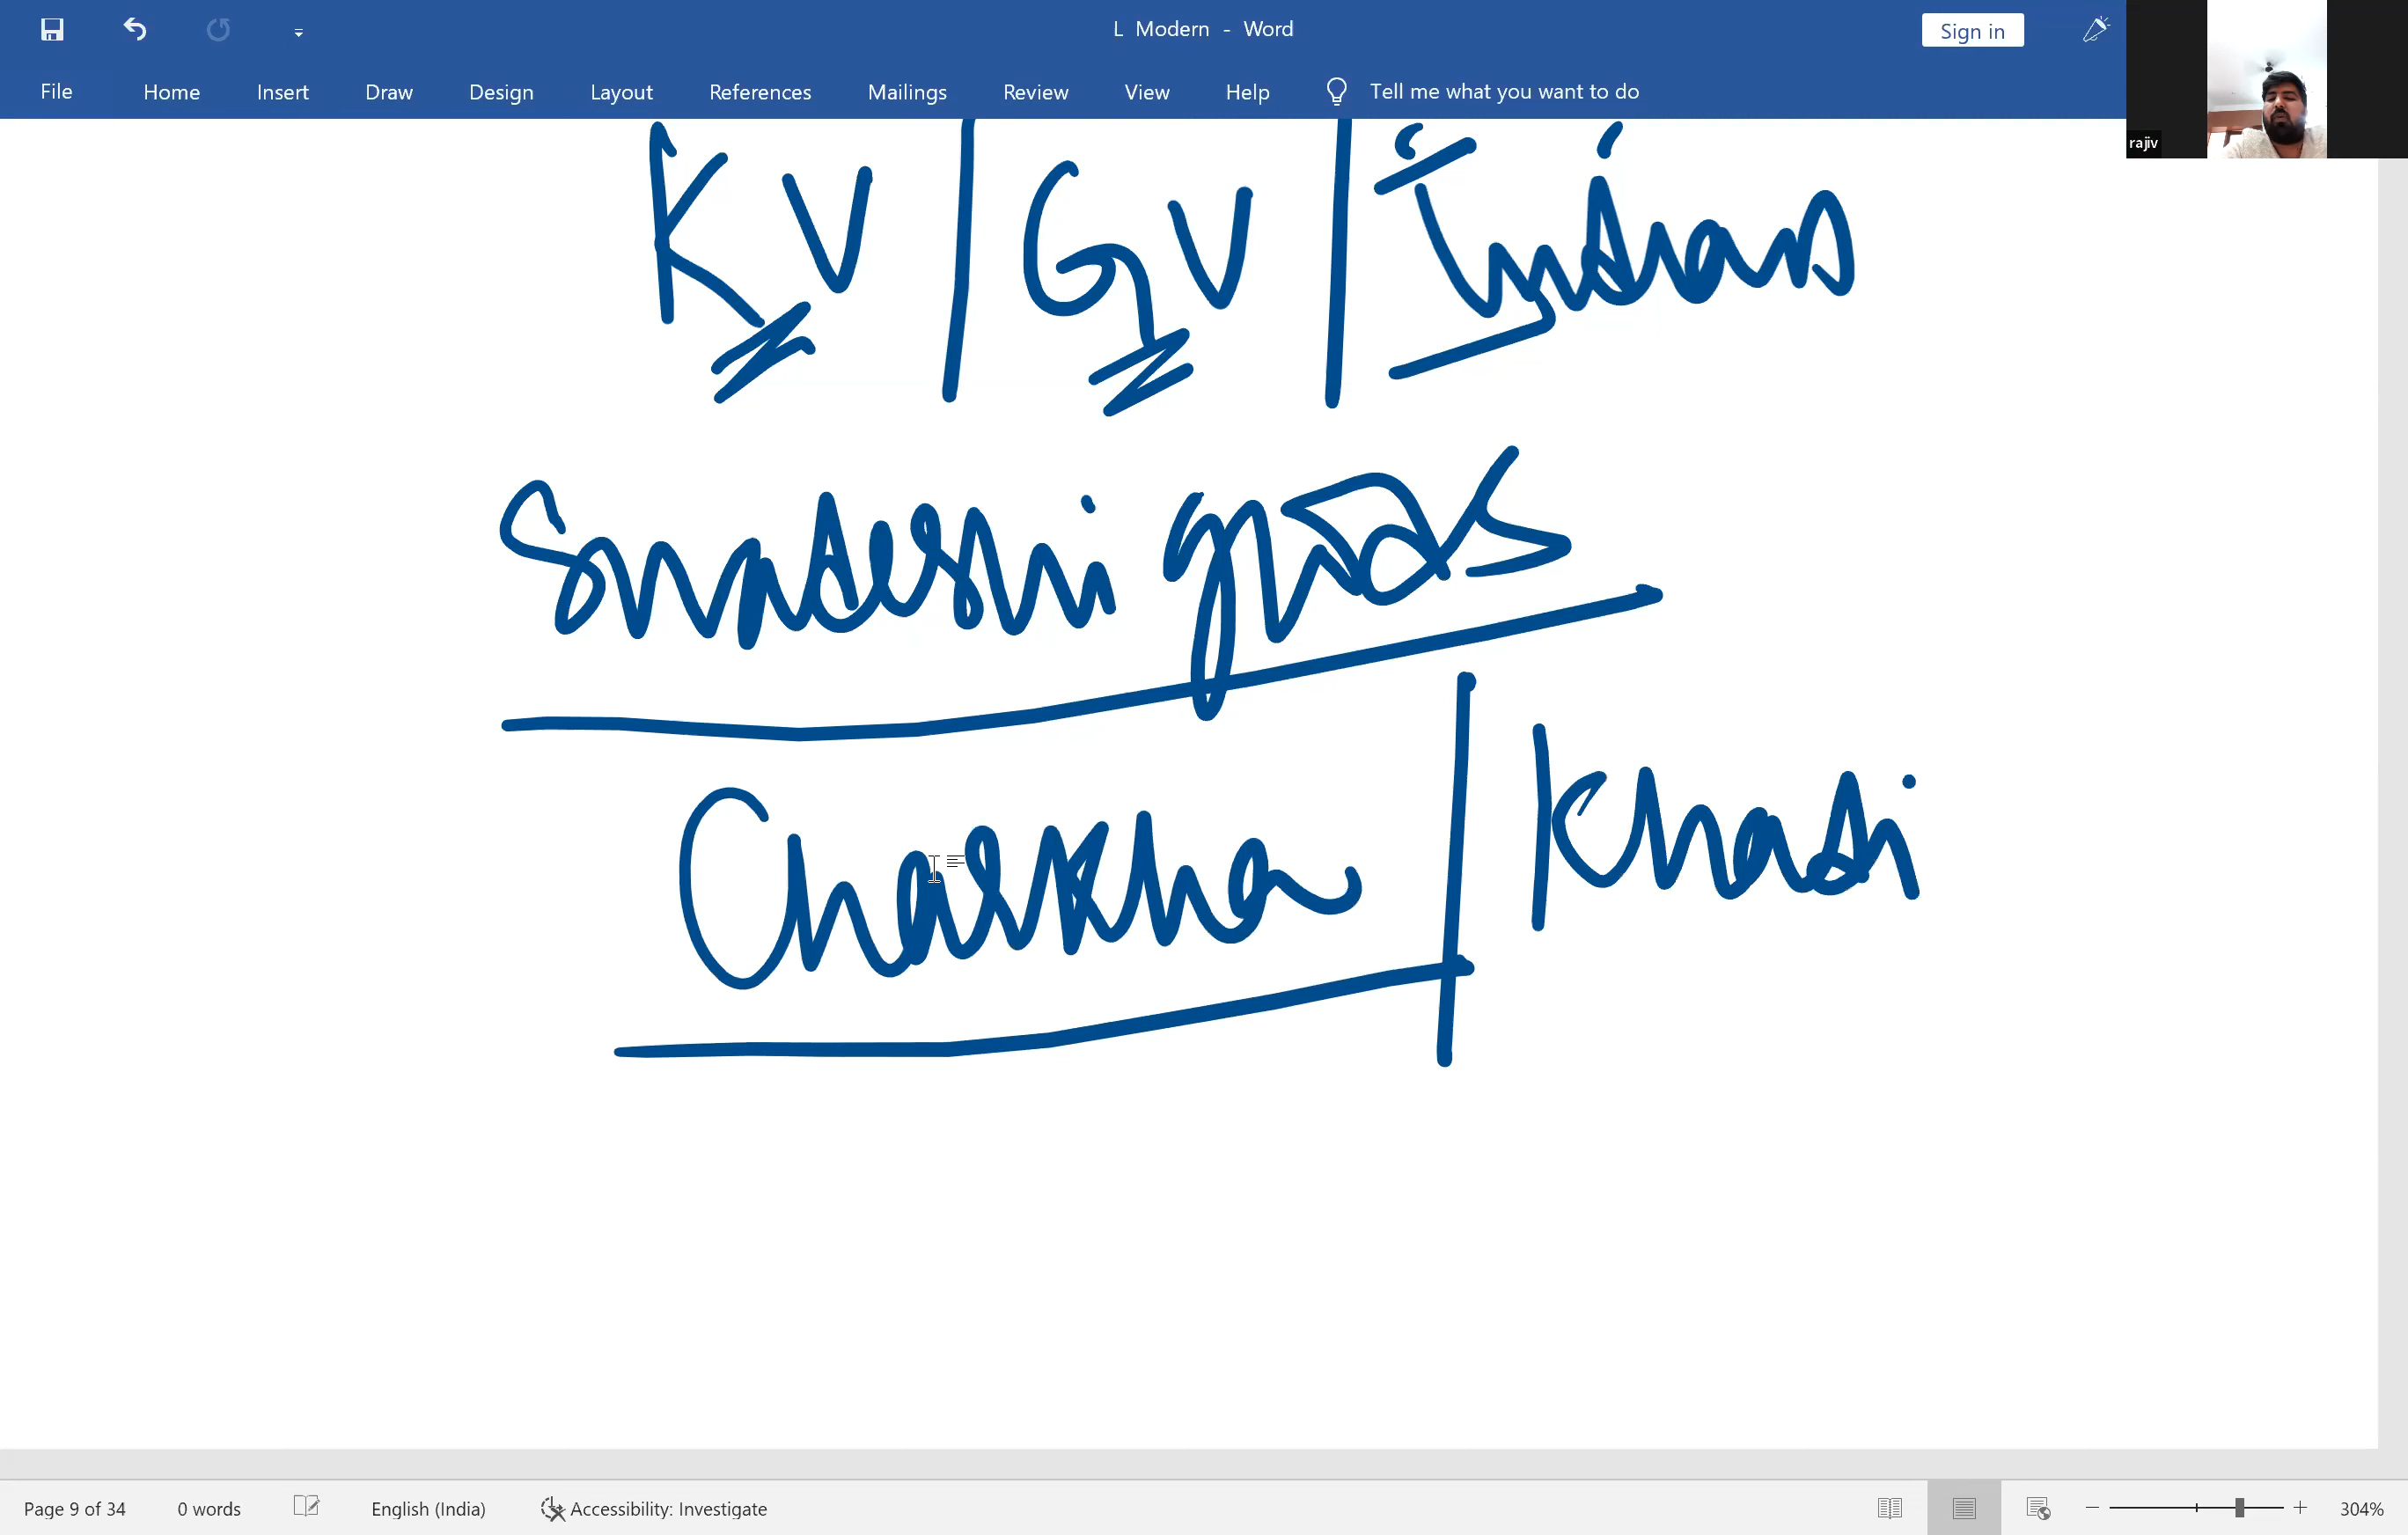 L Modern - Word
Sign in
File Home Insert Draw Design Layout References Mailings Review View Help Tell me what you want to do
rajiv
KV | GV | Indians
Swadeshi goods
Charkha | Khadi
Page 9 of 34 0 words English (India) Accessibility: Investigate 304%